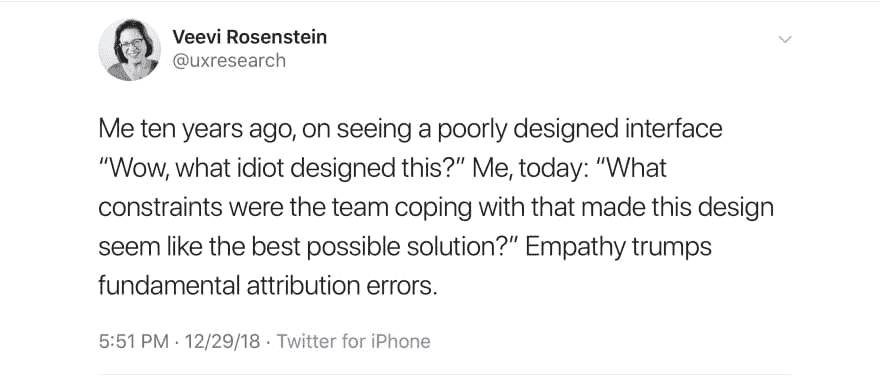 Veevi Rosenstein
@uxresearch
Me ten years ago, on seeing a poorly designed interface
“Wow, what idiot designed this?” Me, today: “What
constraints were the team coping with that made this design
seem like the best possible solution?” Empathy trumps
fundamental attribution errors.
5:51 PM · 12/29/18 · Twitter for iPhone